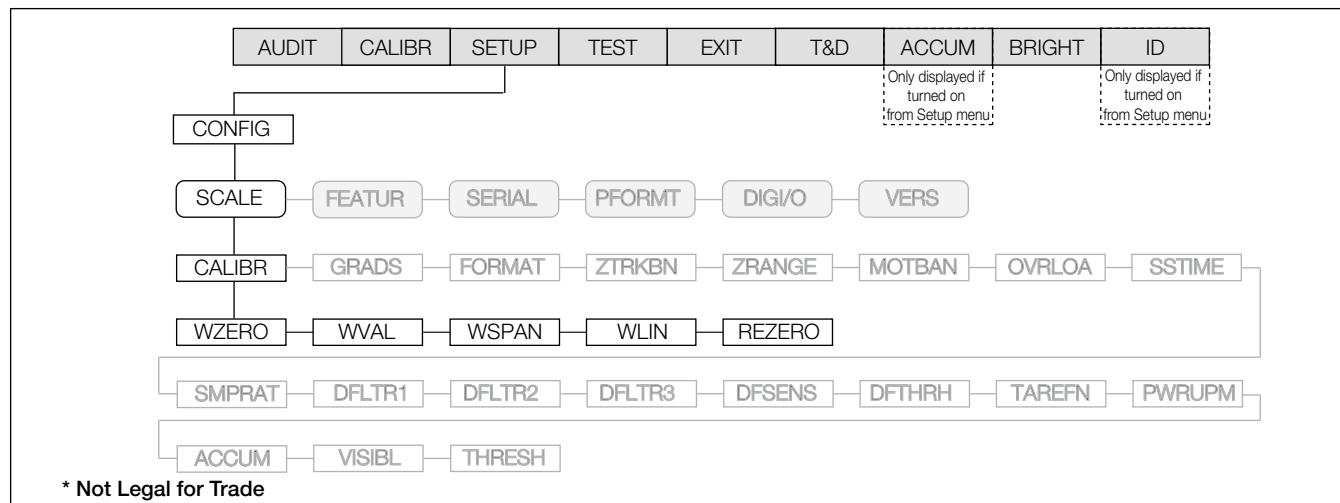 AUDIT CALIBR SETUP TEST EXIT T&D ACCUM BRIGHT ID
Only displayed if turned on from Setup menu
Only displayed if turned on from Setup menu
CONFIG
SCALE FEATUR SERIAL PFORMT DIGI/O VERS
CALIBR GRADS FORMAT ZTRKBN ZRANGE MOTBAN OVRLOA SSTIME
WZERO WVAL WSPAN WLIN REZERO
SMPRAT DFLTR1 DFLTR2 DFLTR3 DFSENS DFTHRH TAREFN PWRUPM
ACCUM VISIBL THRESH
* Not Legal for Trade